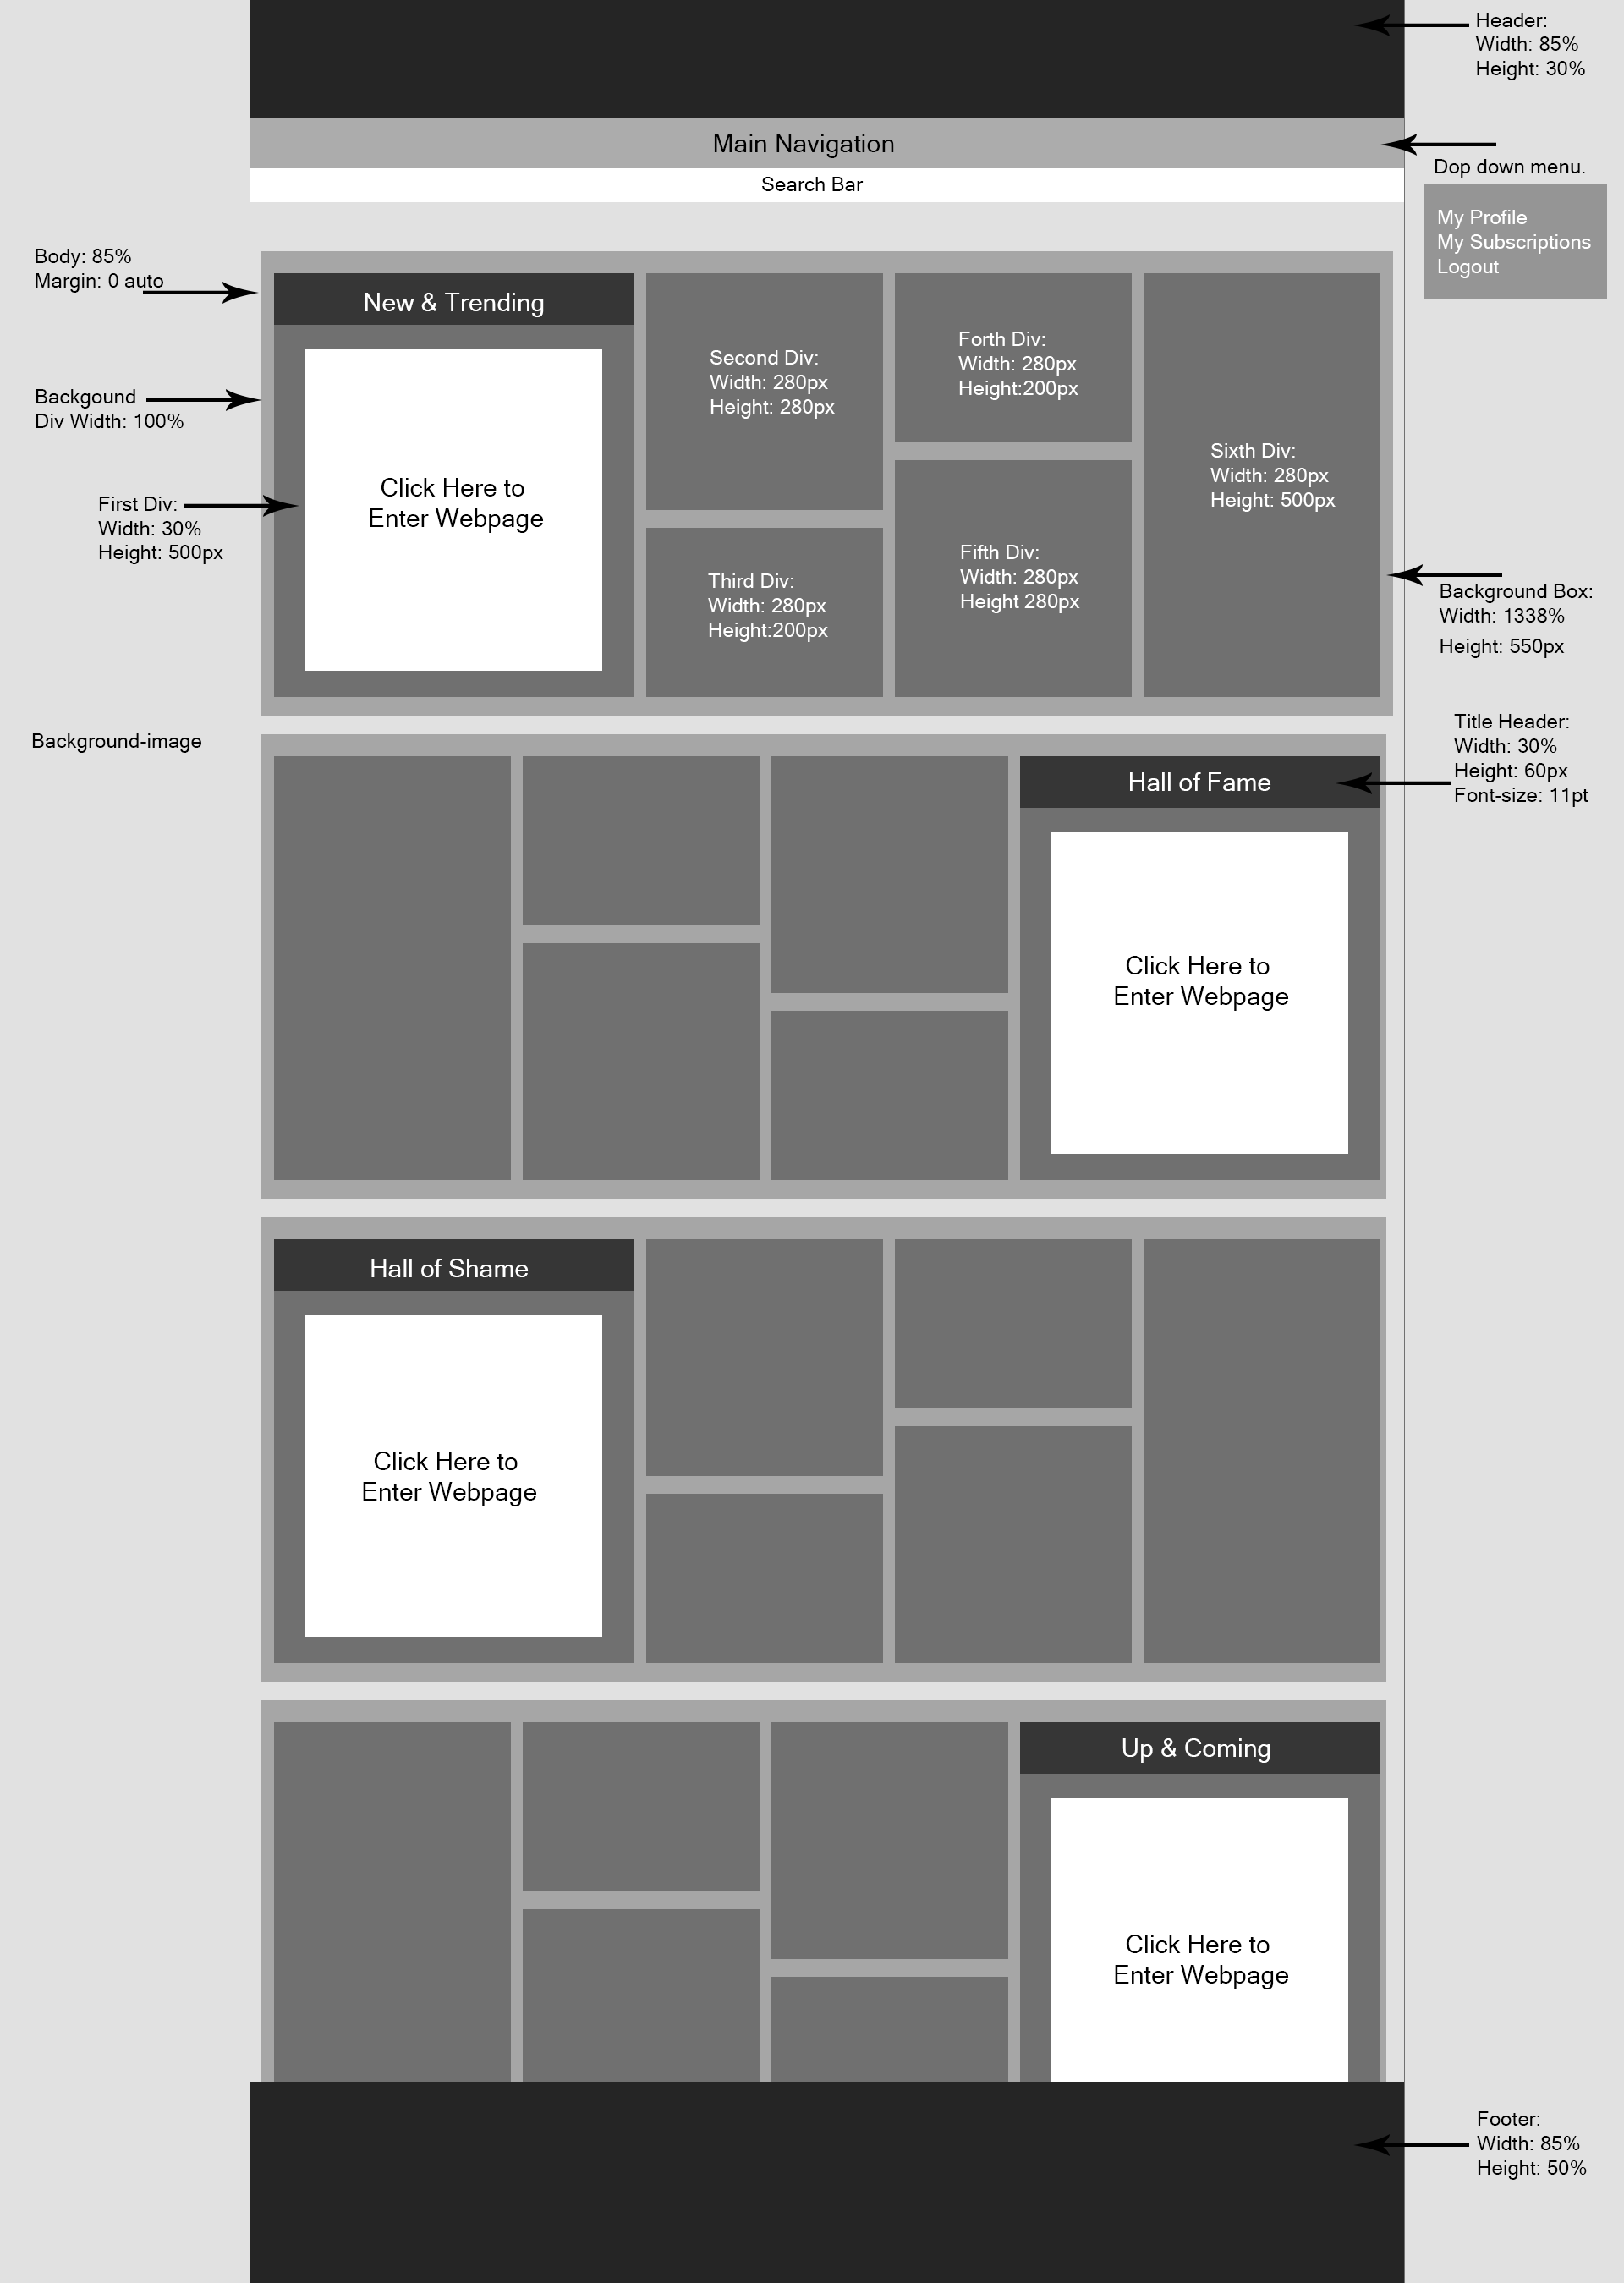 Header:
Width: 85%
Height: 30%
Main Navigation
Dop down menu.
Search Bar
My Profile
My Subscriptions
Logout
Body: 85%
Margin: 0 auto
New & Trending
Backgound
Div Width: 100%
First Div:
Width: 30%
Height: 500px
Click Here to
Enter Webpage
Second Div:
Width: 280px
Height: 280px
Third Div:
Width: 280px
Height:200px
Forth Div:
Width: 280px
Height:200px
Fifth Div:
Width: 280px
Height 280px
Sixth Div:
Width: 280px
Height: 500px
Background Box:
Width: 1338%
Height: 550px
Background-image
Title Header:
Width: 30%
Height: 60px
Font-size: 11pt
Hall of Fame
Click Here to
Enter Webpage
Hall of Shame
Click Here to
Enter Webpage
Up & Coming
Click Here to
Enter Webpage
Footer:
Width: 85%
Height: 50%